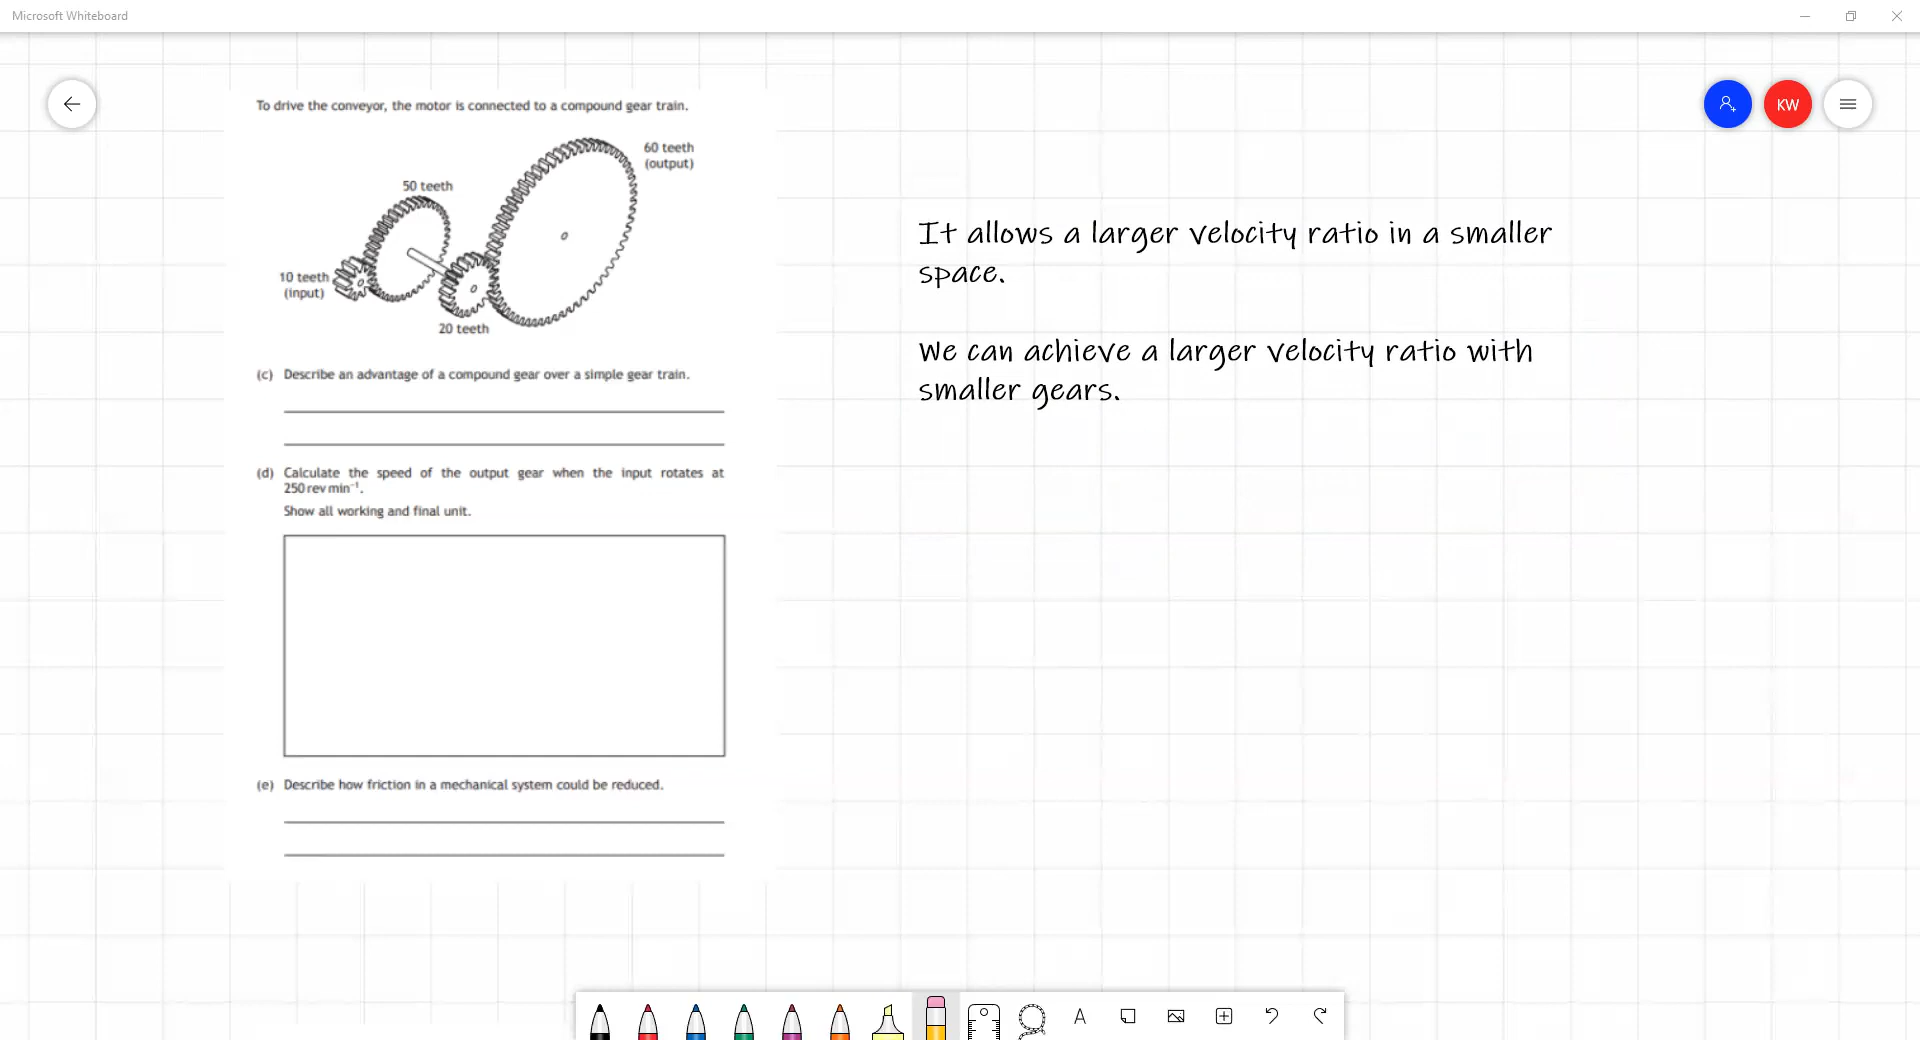 Microsoft Whiteboard
KW
To drive the conveyor, the motor is connected to a compound gear train.
60 teeth
(output)
50 teeth
10 teeth
(input)
20 teeth
(c) Describe an advantage of a compound gear over a simple gear train.
(d) Calculate the speed of the output gear when the input rotates at
250 rev min⁻¹.
Show all working and final unit.
(e) Describe how friction in a mechanical system could be reduced.
It allows a larger velocity ratio in a smaller
space.
We can achieve a larger velocity ratio with
smaller gears.
A